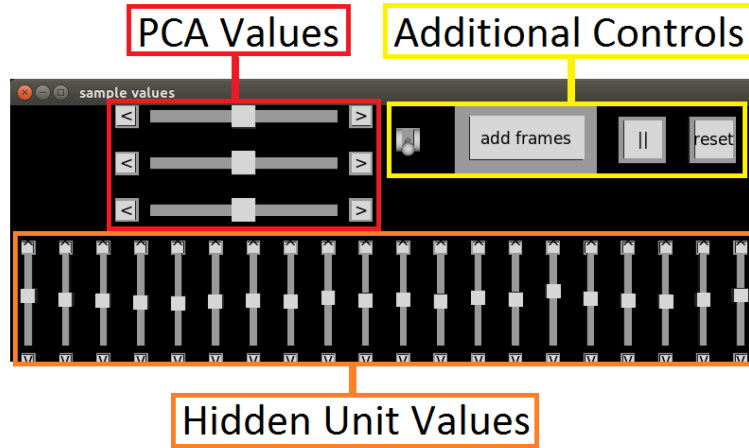 PCA Values
Additional Controls
sample values
< >
add frames
||
reset
< >
< >
Hidden Unit Values